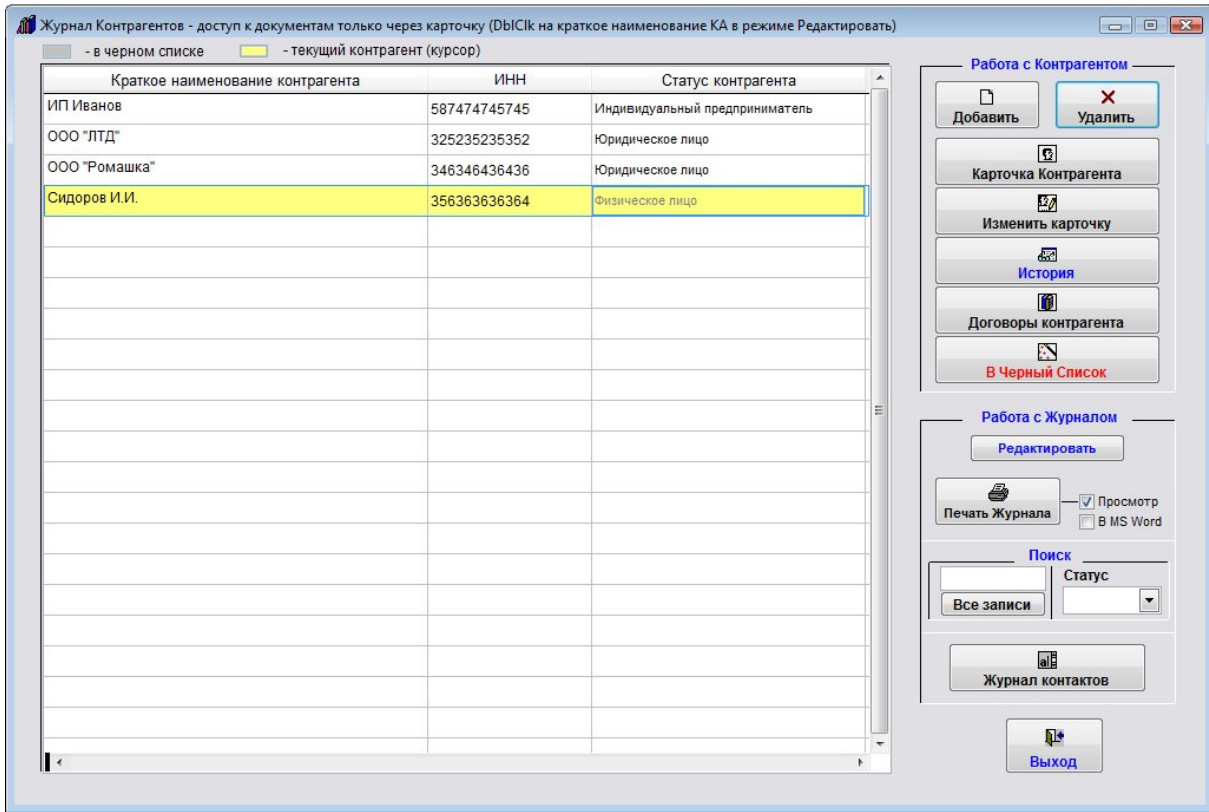 Журнал Контрагентов - доступ к документам только через карточку (DblClk на краткое наименование КА в режиме Редактировать)
- в черном списке - текущий контрагент (курсор)
Краткое наименование контрагента ИНН Статус контрагента
ИП Иванов 587474745745 Индивидуальный предприниматель
ООО "ЛТД" 325235235352 Юридическое лицо
ООО "Ромашка" 346346436436 Юридическое лицо
Сидоров И.И. 356363636364 Физическое лицо
Работа с Контрагентом
Добавить Удалить
Карточка Контрагента
Изменить карточку
История
Договоры контрагента
В Черный Список
Работа с Журналом
Редактировать
Печать Журнала
Просмотр
В MS Word
Поиск
Статус
Все записи
Журнал контактов
Выход